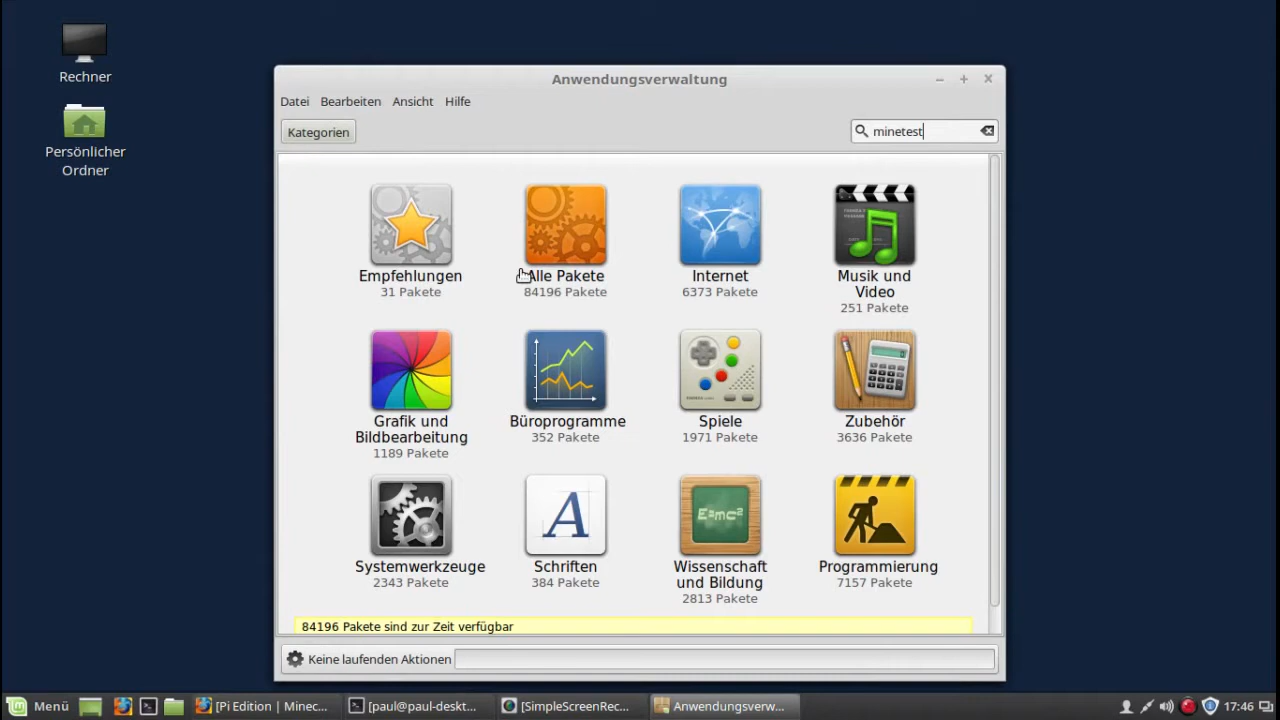 Rechner
Persönlicher
Ordner
Anwendungsverwaltung
Datei Bearbeiten Ansicht Hilfe
Kategorien
minetest
Empfehlungen
31 Pakete
Alle Pakete
84196 Pakete
Internet
6373 Pakete
Musik und
Video
251 Pakete
Grafik und
Bildbearbeitung
1189 Pakete
Büroprogramme
352 Pakete
Spiele
1971 Pakete
Zubehör
3636 Pakete
Systemwerkzeuge
2343 Pakete
Schriften
384 Pakete
E=mc²
Wissenschaft
und Bildung
2813 Pakete
Programmierung
7157 Pakete
84196 Pakete sind zur Zeit verfügbar
Keine laufenden Aktionen
Menü
[Pi Edition | Minec...
[paul@paul-deskt...
[SimpleScreenRec...
Anwendungsverw...
17:46